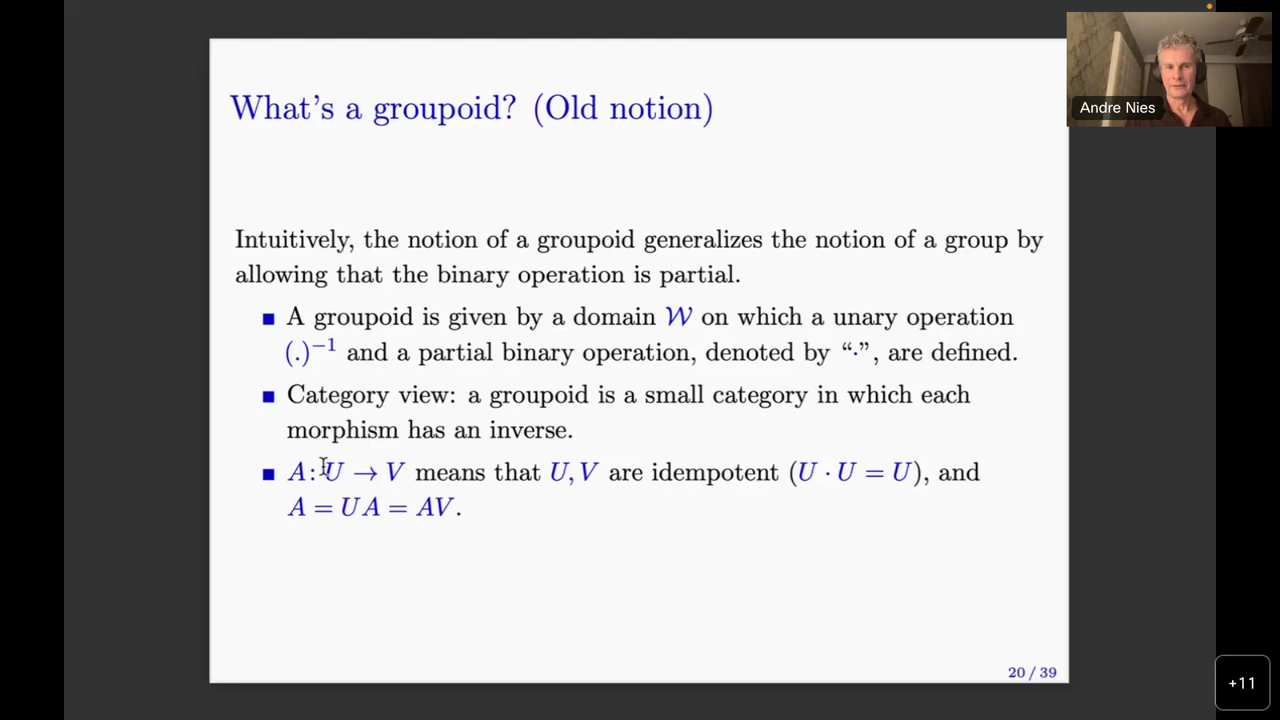 What's a groupoid? (Old notion)
Andre Nies
Intuitively, the notion of a groupoid generalizes the notion of a group by
allowing that the binary operation is partial.
■ A groupoid is given by a domain 𝒲 on which a unary operation
(.)⁻¹ and a partial binary operation, denoted by “·”, are defined.
■ Category view: a groupoid is a small category in which each
morphism has an inverse.
■ A: U → V means that U, V are idempotent (U · U = U), and
A = UA = AV.
20 / 39
+11